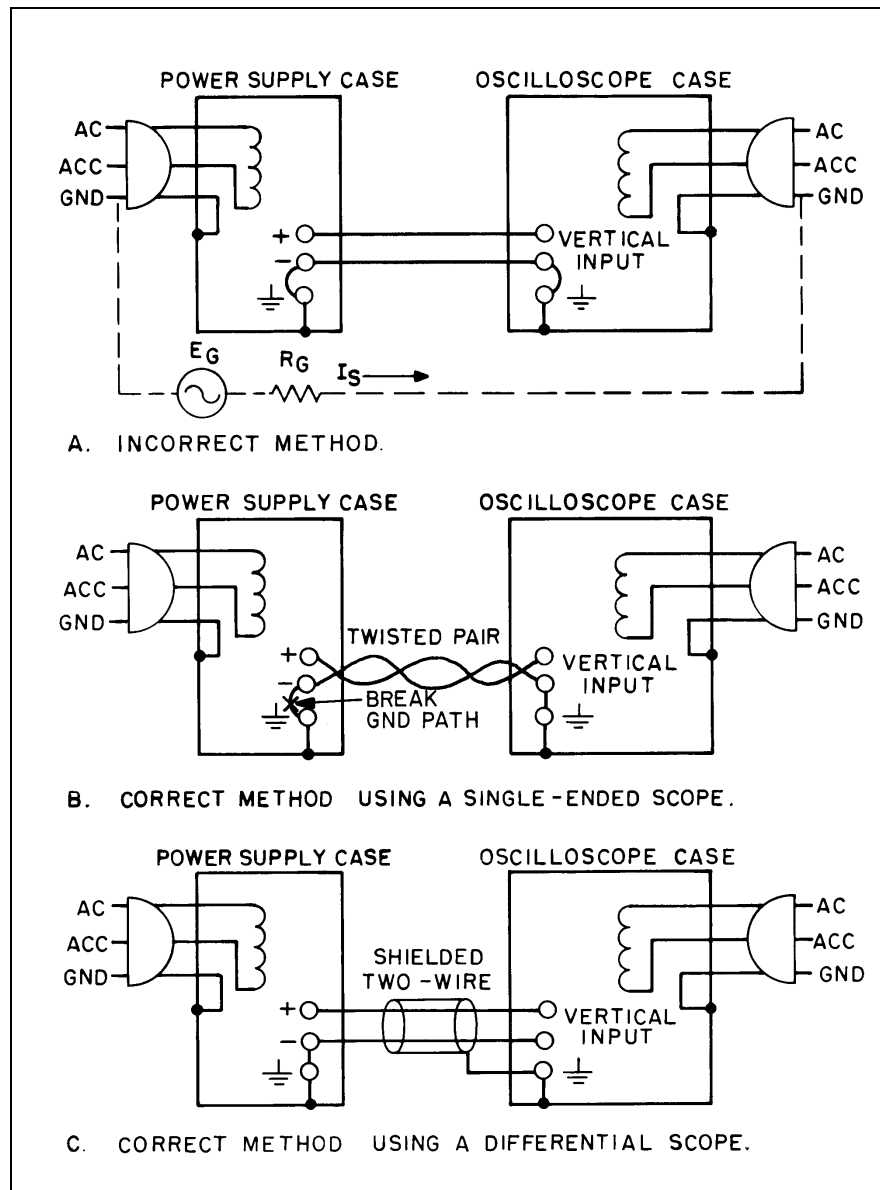 POWER SUPPLY CASE
OSCILLOSCOPE CASE
AC
ACC
GND
AC
ACC
GND
+
-
VERTICAL
INPUT
EG
RG
IS
A. INCORRECT METHOD.
POWER SUPPLY CASE
OSCILLOSCOPE CASE
AC
ACC
GND
AC
ACC
GND
TWISTED PAIR
+
-
VERTICAL
INPUT
BREAK
GND PATH
B. CORRECT METHOD USING A SINGLE-ENDED SCOPE.
POWER SUPPLY CASE
OSCILLOSCOPE CASE
AC
ACC
GND
AC
ACC
GND
SHIELDED
TWO-WIRE
+
-
VERTICAL
INPUT
C. CORRECT METHOD USING A DIFFERENTIAL SCOPE.